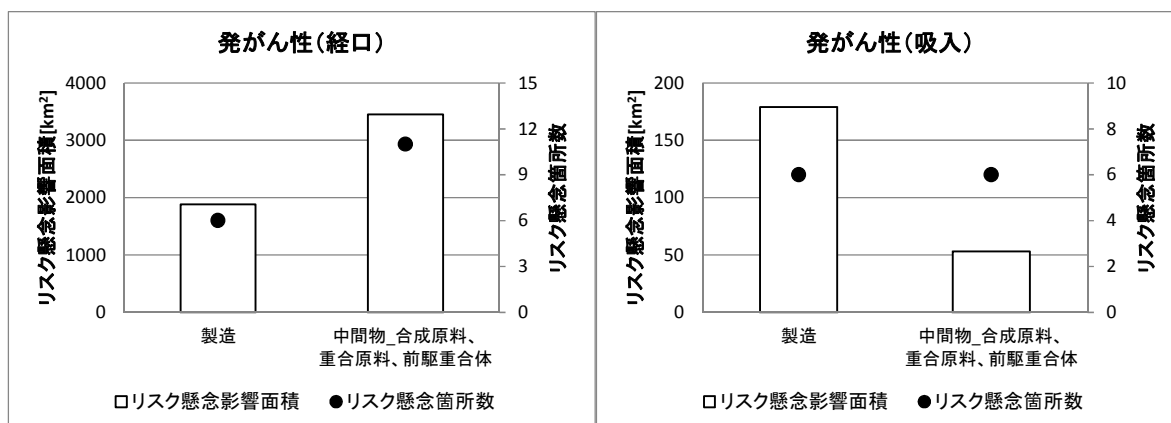 発がん性(経口)
リスク懸念影響面積[km²]
4000
3000
2000
1000
0
15
12
9
6
3
0
リスク懸念箇所数
製造
中間物_合成原料、
重合原料、前駆重合体
□リスク懸念影響面積 ●リスク懸念箇所数
発がん性(吸入)
リスク懸念影響面積[km²]
200
150
100
50
0
10
8
6
4
2
0
リスク懸念箇所数
製造
中間物_合成原料、
重合原料、前駆重合体
□リスク懸念影響面積 ●リスク懸念箇所数